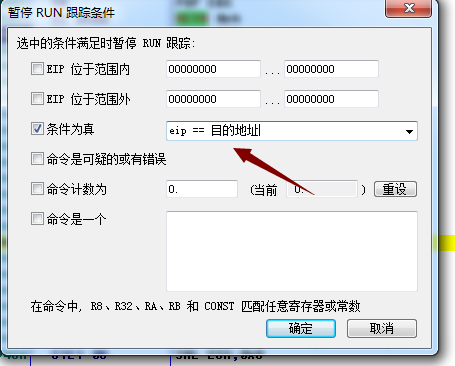 暂停 RUN 跟踪条件
选中的条件满足时暂停 RUN 跟踪:
EIP 位于范围内 00000000 ... 00000000
EIP 位于范围外 00000000 ... 00000000
条件为真 eip == 目的地址
命令是可疑的或有错误
命令计数为 0. (当前 0. ) 重设
命令是一个
在命令中, R8、R32、RA、RB 和 CONST 匹配任意寄存器或常数
确定 取消